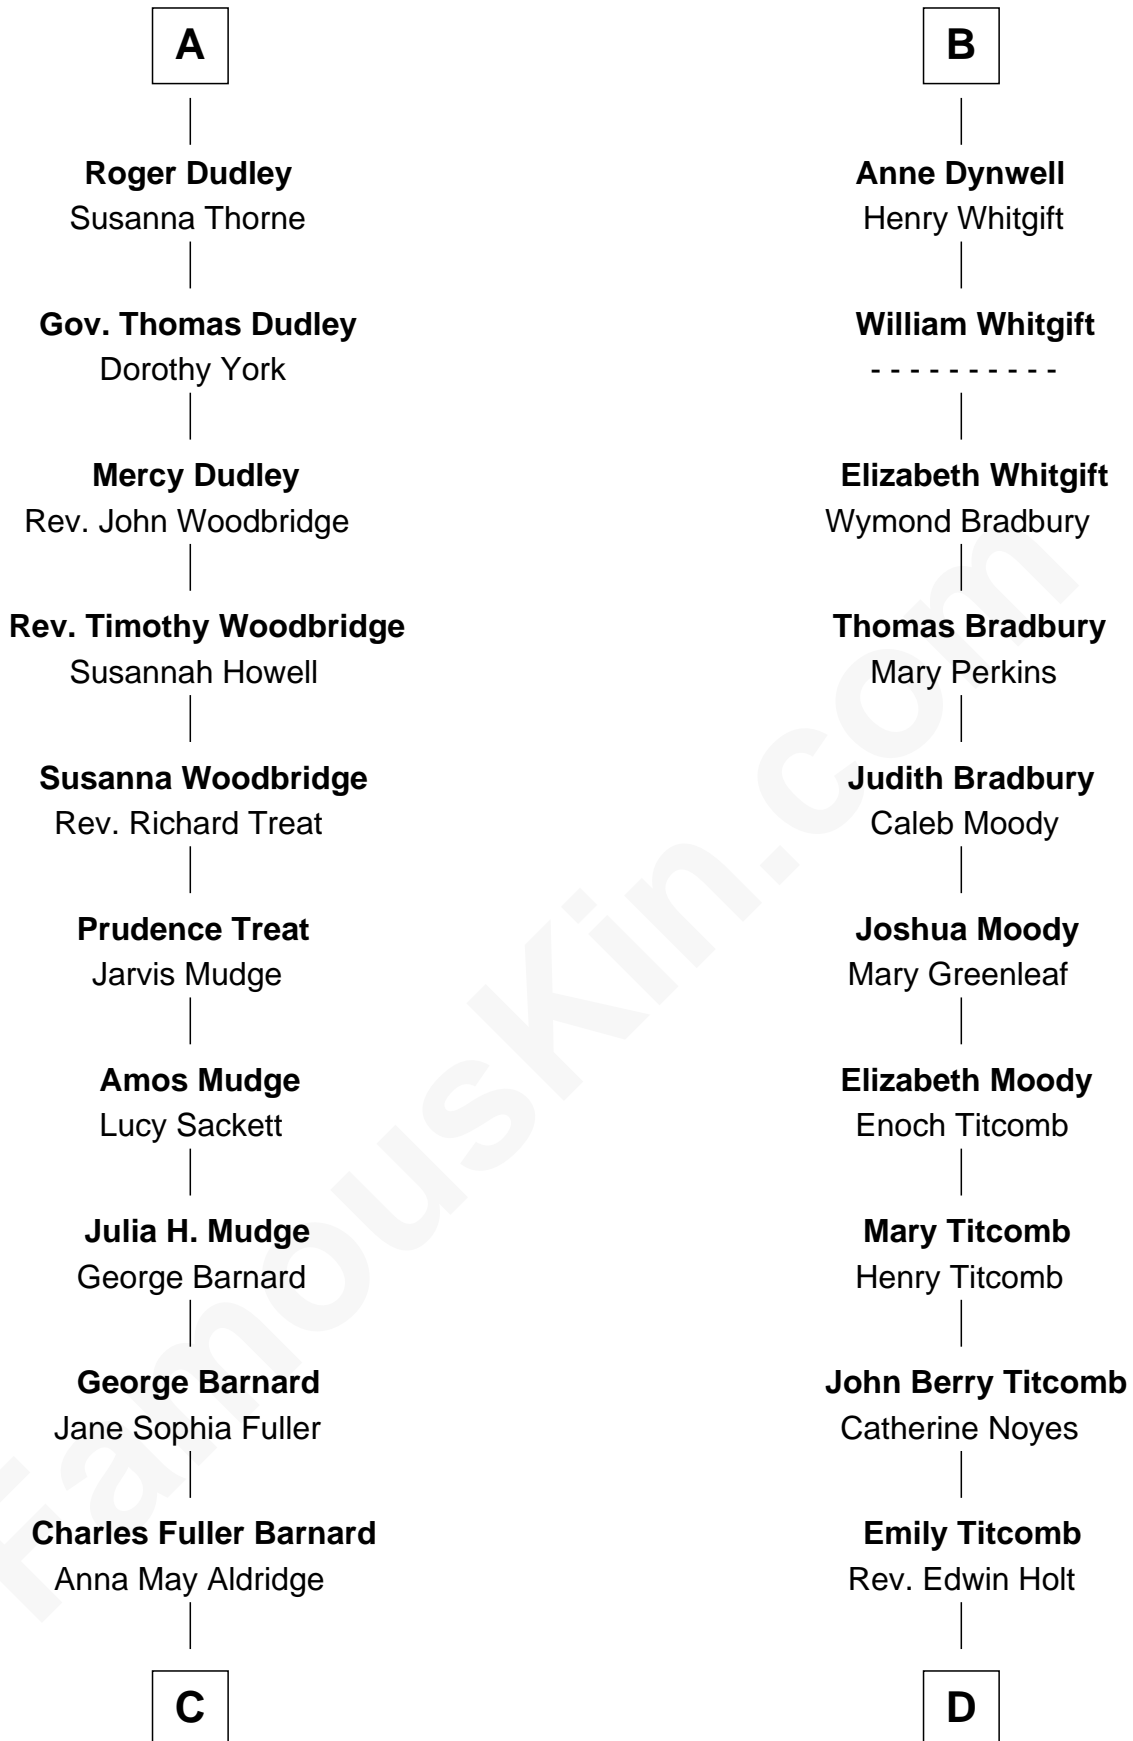 A
Roger Dudley
Susanna Thorne
Gov. Thomas Dudley
Dorothy York
Mercy Dudley
Rev. John Woodbridge
Rev. Timothy Woodbridge
Susannah Howell
Susanna Woodbridge
Rev. Richard Treat
Prudence Treat
Jarvis Mudge
Amos Mudge
Lucy Sackett
Julia H. Mudge
George Barnard
George Barnard
Jane Sophia Fuller
Charles Fuller Barnard
Anna May Aldridge
C
B
Anne Dynwell
Henry Whitgift
William Whitgift
- - - - - - - - - -
Elizabeth Whitgift
Wymond Bradbury
Thomas Bradbury
Mary Perkins
Judith Bradbury
Caleb Moody
Joshua Moody
Mary Greenleaf
Elizabeth Moody
Enoch Titcomb
Mary Titcomb
Henry Titcomb
John Berry Titcomb
Catherine Noyes
Emily Titcomb
Rev. Edwin Holt
D
FamousKin.com